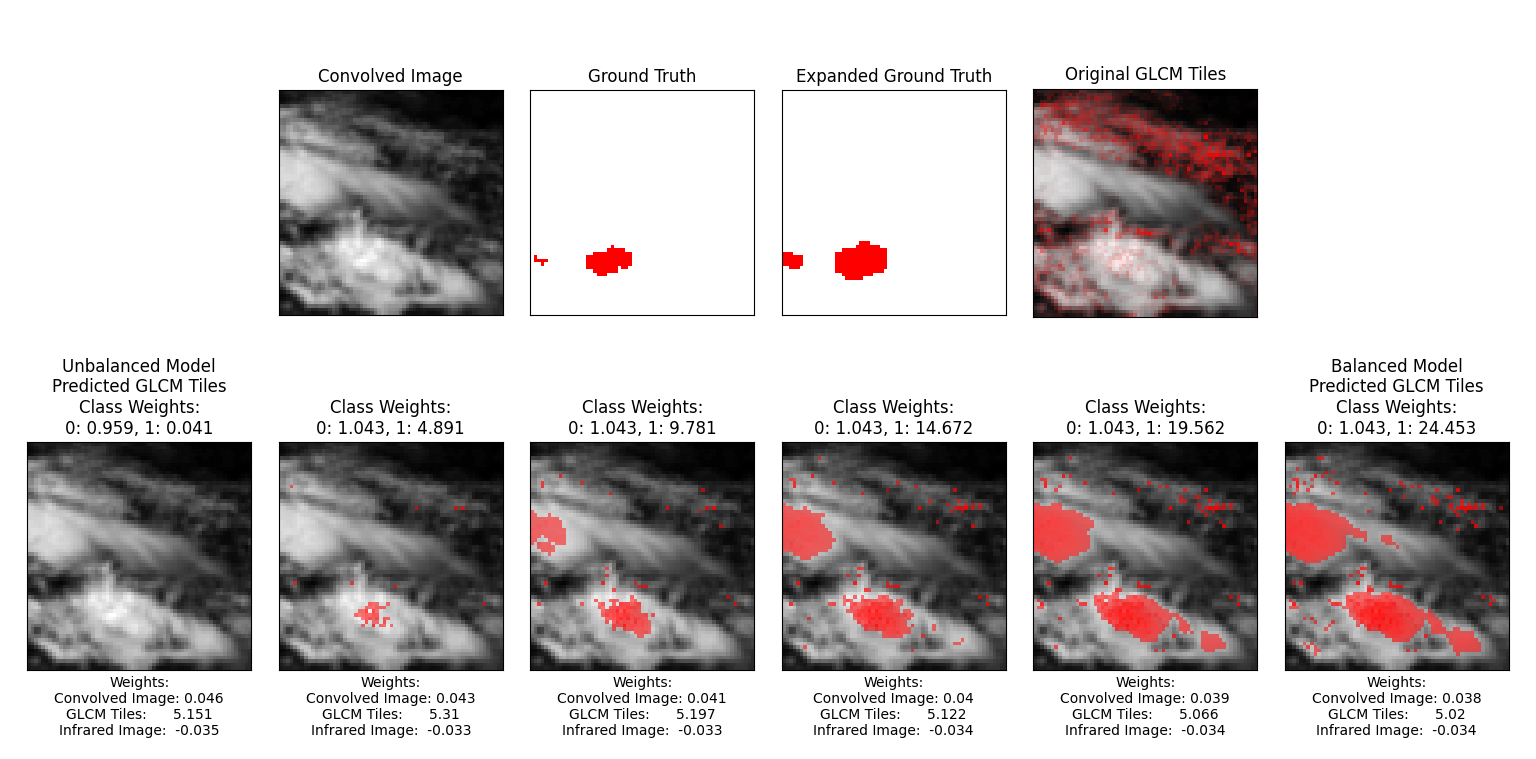 Convolved Image
Ground Truth
Expanded Ground Truth
Original GLCM Tiles
Unbalanced Model
Predicted GLCM Tiles
Class Weights:
0: 0.959, 1: 0.041
Class Weights:
0: 1.043, 1: 4.891
Class Weights:
0: 1.043, 1: 9.781
Class Weights:
0: 1.043, 1: 14.672
Class Weights:
0: 1.043, 1: 19.562
Balanced Model
Predicted GLCM Tiles
Class Weights:
0: 1.043, 1: 24.453
Weights:
Convolved Image: 0.046
GLCM Tiles: 5.151
Infrared Image: -0.035
Weights:
Convolved Image: 0.043
GLCM Tiles: 5.31
Infrared Image: -0.033
Weights:
Convolved Image: 0.041
GLCM Tiles: 5.197
Infrared Image: -0.033
Weights:
Convolved Image: 0.04
GLCM Tiles: 5.122
Infrared Image: -0.034
Weights:
Convolved Image: 0.039
GLCM Tiles: 5.066
Infrared Image: -0.034
Weights:
Convolved Image: 0.038
GLCM Tiles: 5.02
Infrared Image: -0.034